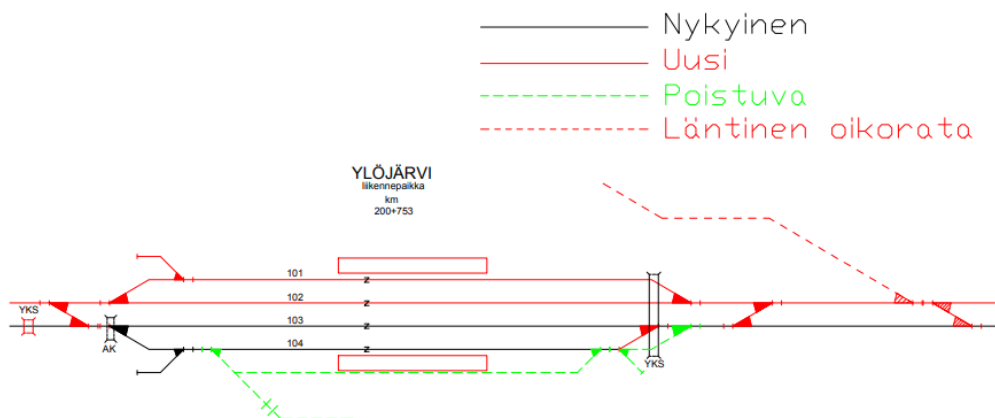 Nykyinen
Uusi
Poistuva
Läntinen oikorata
YLÖJÄRVI
liikennepaikka
km
200+753
101
102
YKS
103
AK
104
YKS